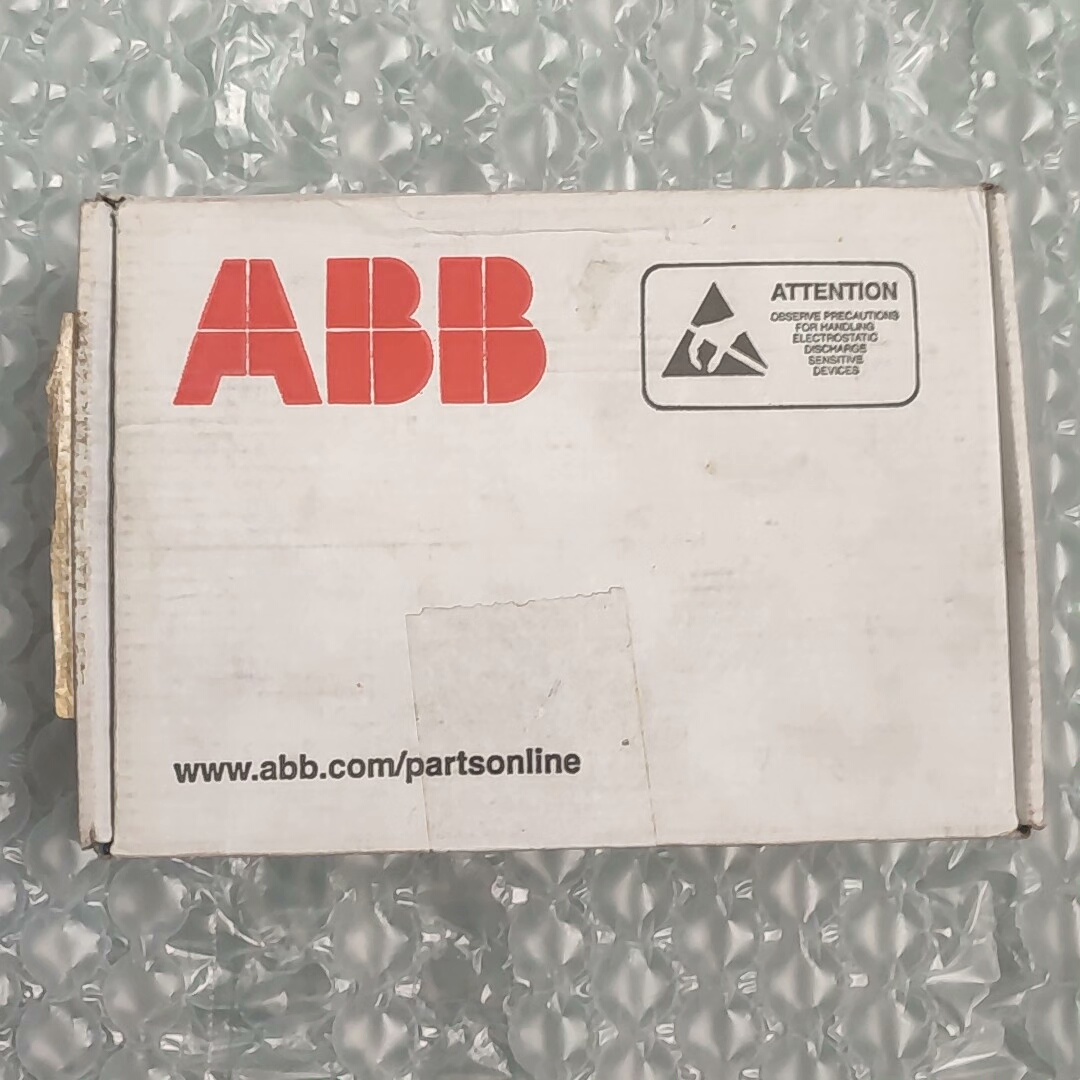 ABB
ATTENTION
OBSERVE PRECAUTIONS
FOR HANDLING
ELECTROSTATIC
DISCHARGE
SENSITIVE
DEVICES
www.abb.com/partsonline